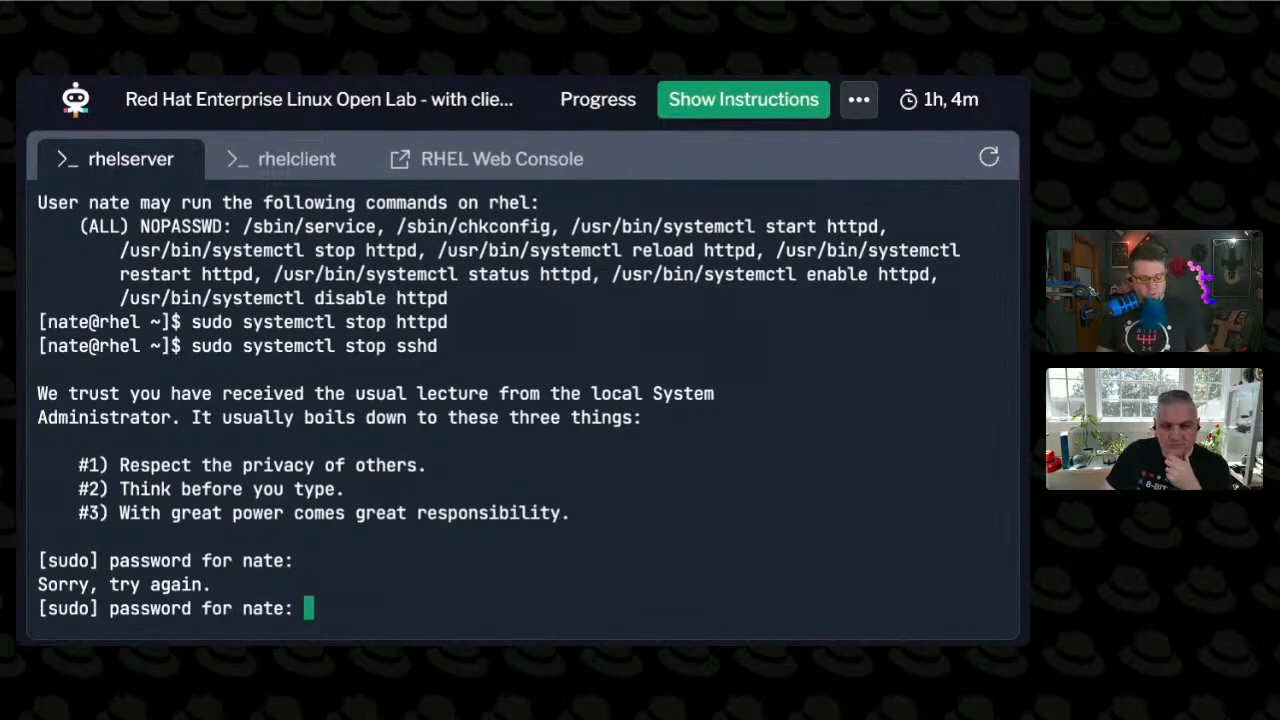 Red Hat Enterprise Linux Open Lab - with clie...
Progress
Show Instructions
1h, 4m
>_ rhelserver
>_ rhelclient
RHEL Web Console
User nate may run the following commands on rhel:
(ALL) NOPASSWD: /sbin/service, /sbin/chkconfig, /usr/bin/systemctl start httpd,
/usr/bin/systemctl stop httpd, /usr/bin/systemctl reload httpd, /usr/bin/systemctl
restart httpd, /usr/bin/systemctl status httpd, /usr/bin/systemctl enable httpd,
/usr/bin/systemctl disable httpd
[nate@rhel ~]$ sudo systemctl stop httpd
[nate@rhel ~]$ sudo systemctl stop sshd
We trust you have received the usual lecture from the local System
Administrator. It usually boils down to these three things:
#1) Respect the privacy of others.
#2) Think before you type.
#3) With great power comes great responsibility.
[sudo] password for nate:
Sorry, try again.
[sudo] password for nate:
8-BIT